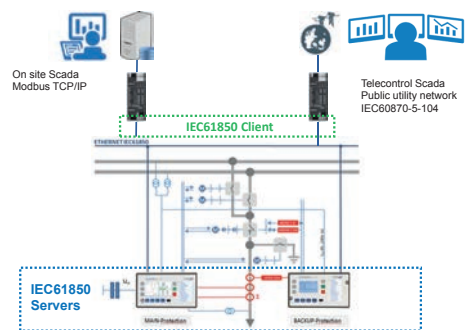 On site Scada
Modbus TCP/IP
Telecontrol Scada
Public utility network
IEC60870-5-104
IEC61850 Client
ETHERNET IEC61850
IEC61850
Servers
MAIN-Protection
BACKUP-Protection